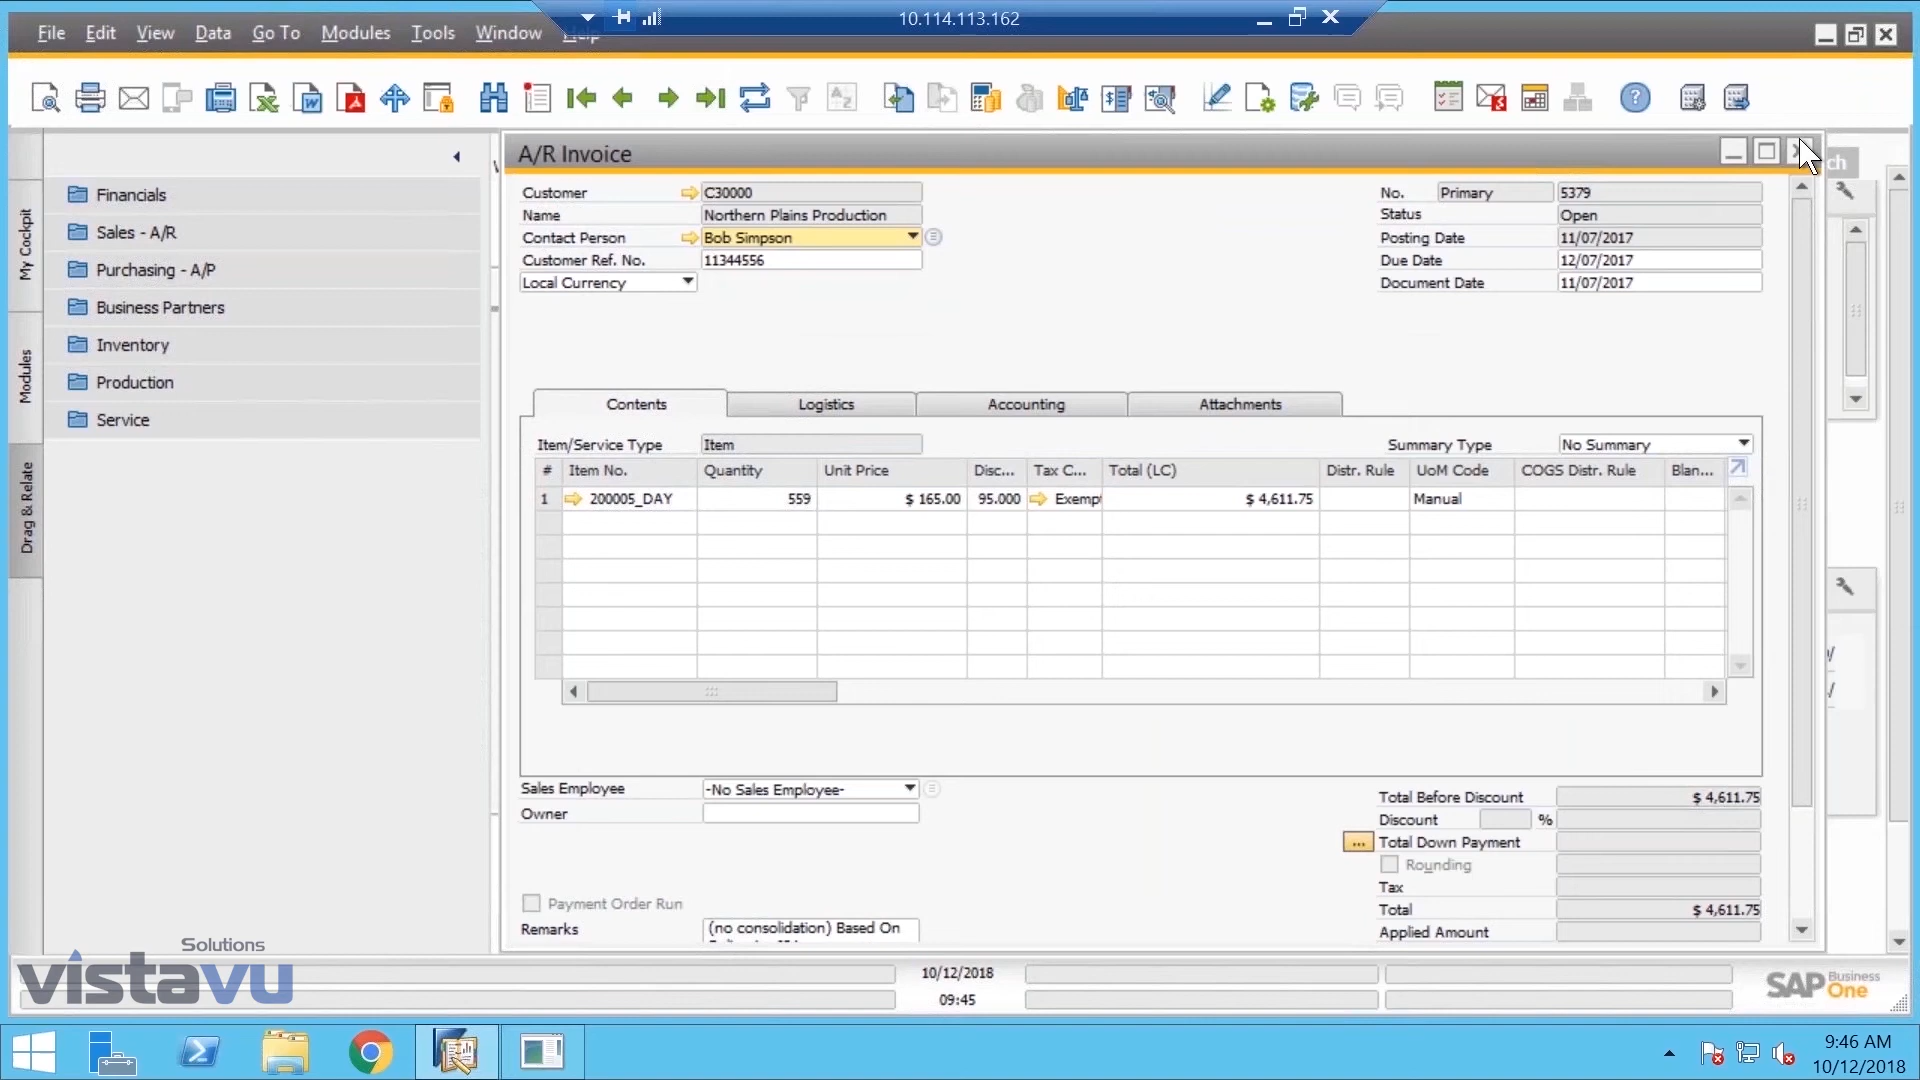 10.114.113.162
File Edit View Data Go To Modules Tools Window Help
My Cockpit
Modules
Drag & Relate
Financials
Sales - A/R
Purchasing - A/P
Business Partners
Inventory
Production
Service
A/R Invoice
ch
Customer C30000
Name Northern Plains Production
Contact Person Bob Simpson
Customer Ref. No. 11344556
Local Currency
No. Primary 5379
Status Open
Posting Date 11/07/2017
Due Date 12/07/2017
Document Date 11/07/2017
Contents Logistics Accounting Attachments
Item/Service Type Item
Summary Type No Summary
# Item No. Quantity Unit Price Disc... Tax C... Total (LC) Distr. Rule UoM Code COGS Distr. Rule Blan...
1 200005_DAY 559 $ 165.00 95.000 Exemp $ 4,611.75 Manual
Sales Employee -No Sales Employee-
Owner
Payment Order Run
Remarks (no consolidation) Based On
Total Before Discount $ 4,611.75
Discount %
... Total Down Payment
Rounding
Tax
Total $ 4,611.75
Applied Amount
Solutions
vistavu
10/12/2018
09:45
SAP Business One
9:46 AM
10/12/2018